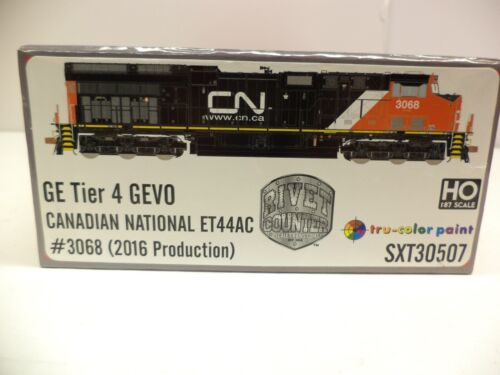 CN
www.cn.ca
3068
GE Tier 4 GEVO
CANADIAN NATIONAL ET44AC
#3068 (2016 Production)
RIVET
COUNTER
tru-color paint
HO
1:87 SCALE
SXT30507